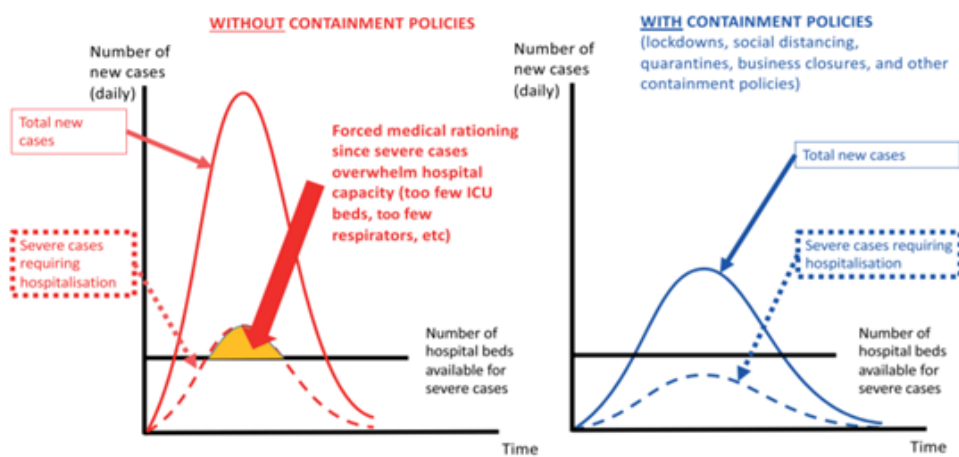 WITHOUT CONTAINMENT POLICIES
Number of
new cases
(daily)
Total new
cases
Forced medical rationing
since severe cases
overwhelm hospital
capacity (too few ICU
beds, too few
respirators, etc)
Severe cases
requiring
hospitalisation
Number of
hospital beds
available for
severe cases
Time
WITH CONTAINMENT POLICIES
(lockdowns, social distancing,
quarantines, business closures, and other
containment policies)
Number of
new cases
(daily)
Total new cases
Severe cases requiring
hospitalisation
Number of
hospital beds
available for
severe cases
Time